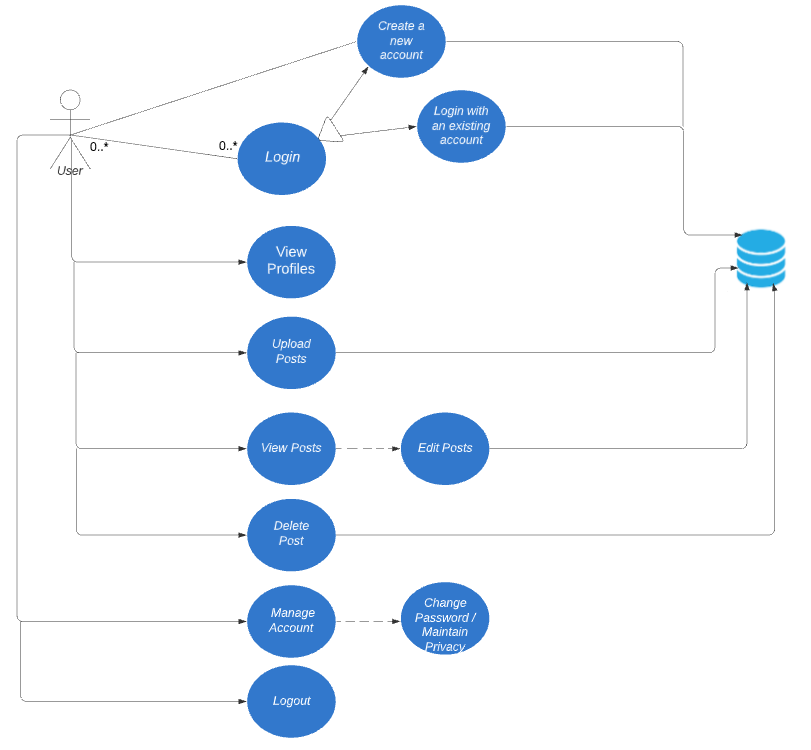 Create a
new
account
Login with
an existing
account
0..*
0..*
Login
User
View
Profiles
Upload
Posts
View Posts
Edit Posts
Delete
Post
Manage
Account
Change
Password /
Maintain
Privacy
Logout